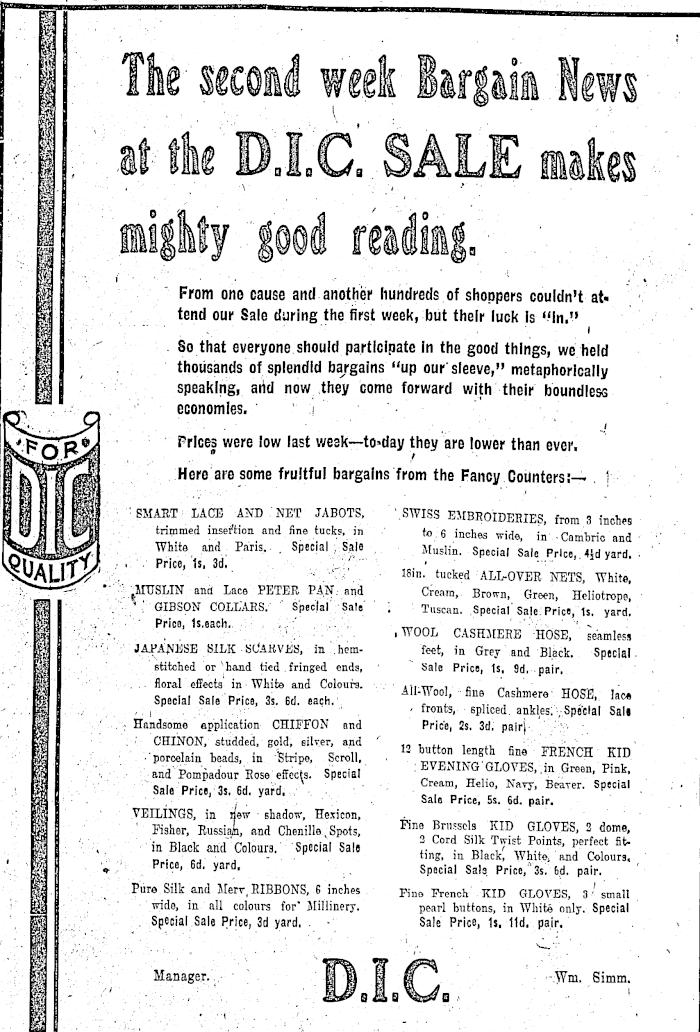 The second week Bargain News
at the D.I.C. SALE makes
mighty good reading.
From one cause and another hundreds of shoppers couldn't at-
tend our Sale during the first week, but their luck is "in."
So that everyone should participate in the good things, we held
thousands of splendid bargains "up our sleeve," metaphorically
speaking, and now they come forward with their boundless
economies.
Prices were low last week—to-day they are lower than ever.
Here are some fruitful bargains from the Fancy Counters:—
FOR
DIC
QUALITY
SMART LACE AND NET JABOTS,
trimmed insertion and fine tucks, in
White and Paris. Special Sale
Price, 1s. 3d.
MUSLIN and Lace PETER PAN and
GIBSON COLLARS. Special Sale
Price, 1s.each.
JAPANESE SILK SCARVES, in hem-
stitched or hand tied fringed ends,
floral effects in White and Colours.
Special Sale Price, 3s. 6d. each.
Handsome application CHIFFON and
CHINON, studded, gold, silver, and
porcelain beads, in Stripe, Scroll,
and Pompadour Rose effects. Special
Sale Price, 3s. 6d. yard.
VEILINGS, in new shadow, Hexicon,
Fisher, Russian, and Chenille Spots,
in Black and Colours. Special Sale
Price, 6d. yard.
Pure Silk and Merv RIBBONS, 6 inches
wide, in all colours for Millinery.
Special Sale Price, 3d yard.
SWISS EMBROIDERIES, from 3 inches
to 6 inches wide, in Cambric and
Muslin. Special Sale Price, 4½d yard.
18in. tucked ALL-OVER NETS, White,
Cream, Brown, Green, Heliotrope,
Tuscan. Special Sale Price, 1s. yard.
WOOL CASHMERE HOSE, seamless
feet, in Grey and Black. Special
Sale Price, 1s. 9d. pair.
All-Wool, fine Cashmere HOSE, lace
fronts, spliced ankles. Special Sale
Price, 2s. 3d. pair.
12 button length fine FRENCH KID
EVENING GLOVES, in Green, Pink,
Cream, Helio, Navy, Beaver. Special
Sale Price, 5s. 6d. pair.
Fine Brussels KID GLOVES, 2 dome,
2 Cord Silk Twist Points, perfect fit-
ting, in Black, White, and Colours.
Special Sale Price, 3s. 6d. pair.
Fine French KID GLOVES, 3 small
pearl buttons, in White only. Special
Sale Price, 1s. 11d. pair.
Manager. D.I.C. Wm. Simm.